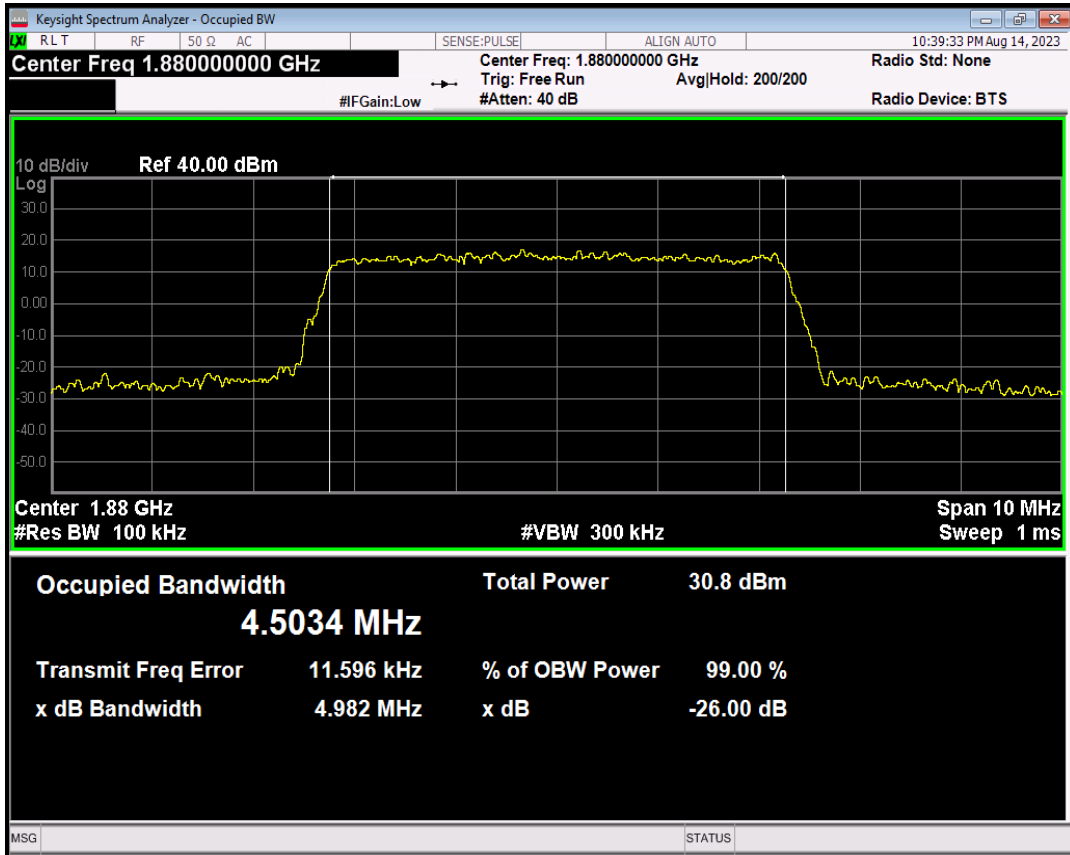 Keysight Spectrum Analyzer - Occupied BW
LXI RLT RF 50 Ω AC SENSE:PULSE ALIGN AUTO 10:39:33 PM Aug 14, 2023
Center Freq 1.880000000 GHz Center Freq: 1.880000000 GHz Radio Std: None
Trig: Free Run Avg|Hold: 200/200
#IFGain:Low #Atten: 40 dB Radio Device: BTS
10 dB/div Ref 40.00 dBm
Log
30.0
20.0
10.0
0.00
-10.0
-20.0
-30.0
-40.0
-50.0
Center 1.88 GHz Span 10 MHz
#Res BW 100 kHz #VBW 300 kHz Sweep 1 ms
Occupied Bandwidth Total Power 30.8 dBm
4.5034 MHz
Transmit Freq Error 11.596 kHz % of OBW Power 99.00 %
x dB Bandwidth 4.982 MHz x dB -26.00 dB
MSG STATUS